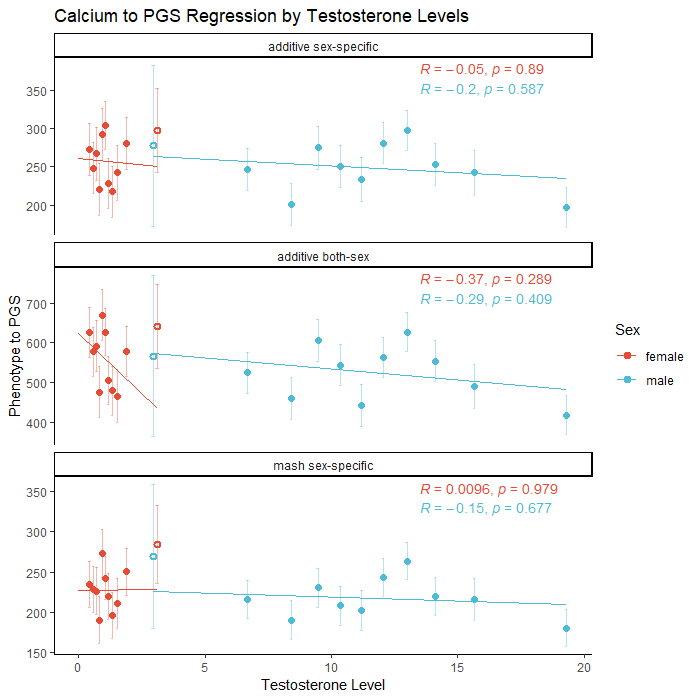 Calcium to PGS Regression by Testosterone Levels
additive sex-specific
R = −0.05, p = 0.89
R = −0.2, p = 0.587
350
300
250
200
additive both-sex
R = −0.37, p = 0.289
R = −0.29, p = 0.409
700
600
500
400
Phenotype to PGS
mash sex-specific
R = 0.0096, p = 0.979
R = −0.15, p = 0.677
350
300
250
200
150
0 5 10 15 20
Testosterone Level
Sex
female
male